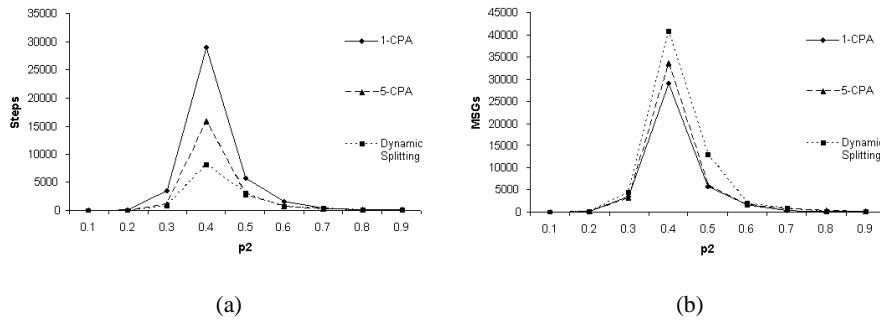 35000
30000
25000
20000
15000
10000
5000
0
Steps
0.1 0.2 0.3 0.4 0.5 0.6 0.7 0.8 0.9
p2
1-CPA
5-CPA
Dynamic
Splitting
(a)
45000
40000
35000
30000
25000
20000
15000
10000
5000
0
MSGs
0.1 0.2 0.3 0.4 0.5 0.6 0.7 0.8 0.9
p2
1-CPA
5-CPA
Dynamic
Splitting
(b)